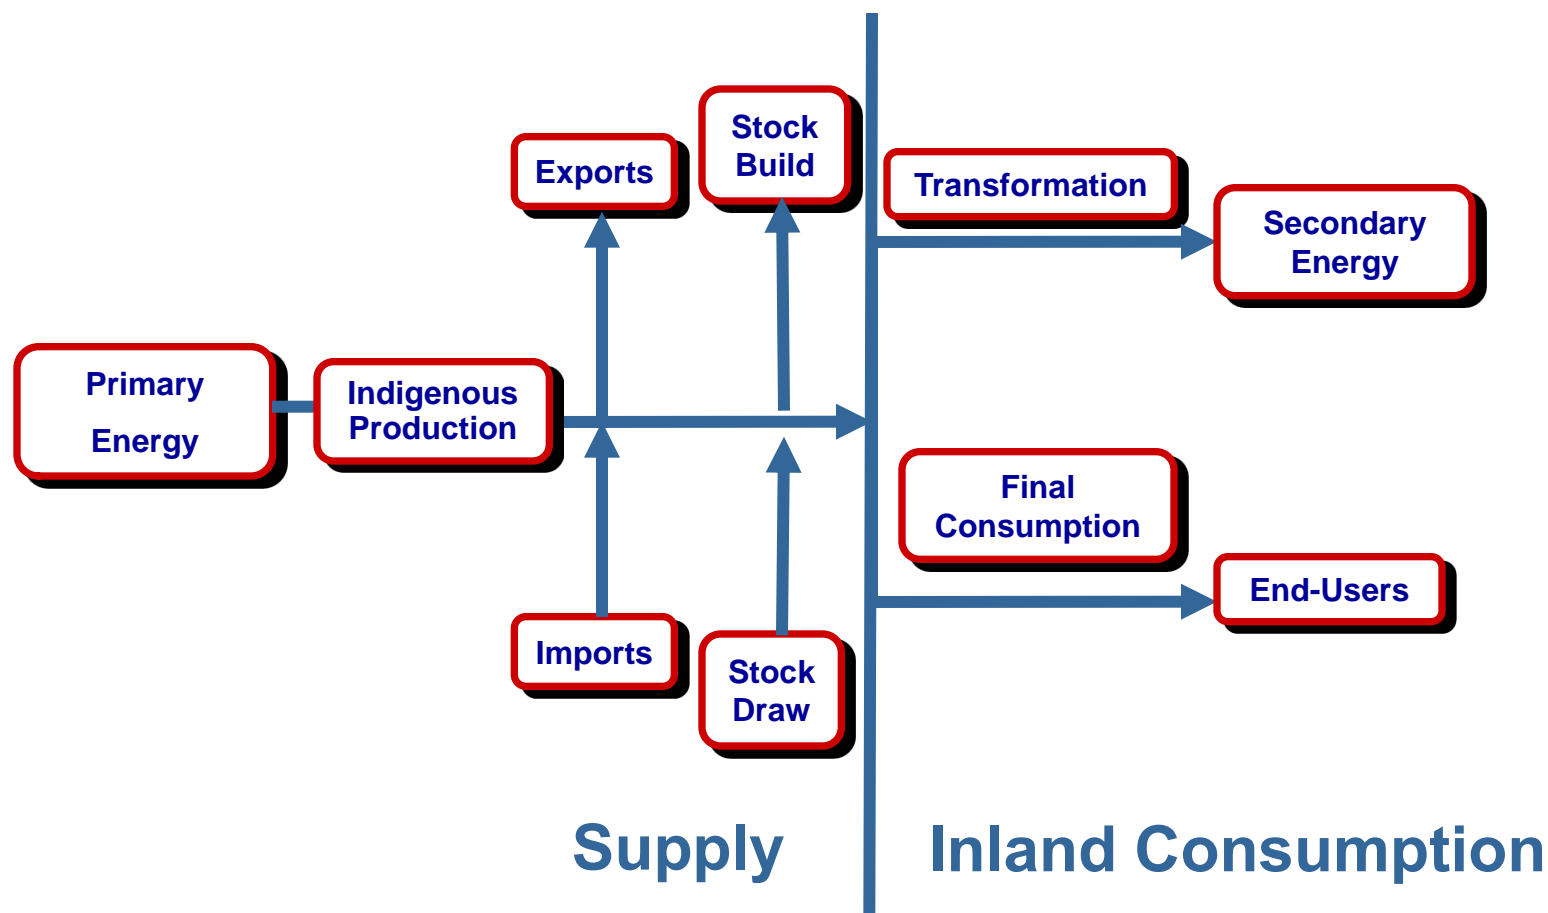 Stock
Build
Exports
Transformation
Secondary
Energy
Primary
Energy
Indigenous
Production
Final
Consumption
End-Users
Imports
Stock
Draw
Supply
Inland Consumption